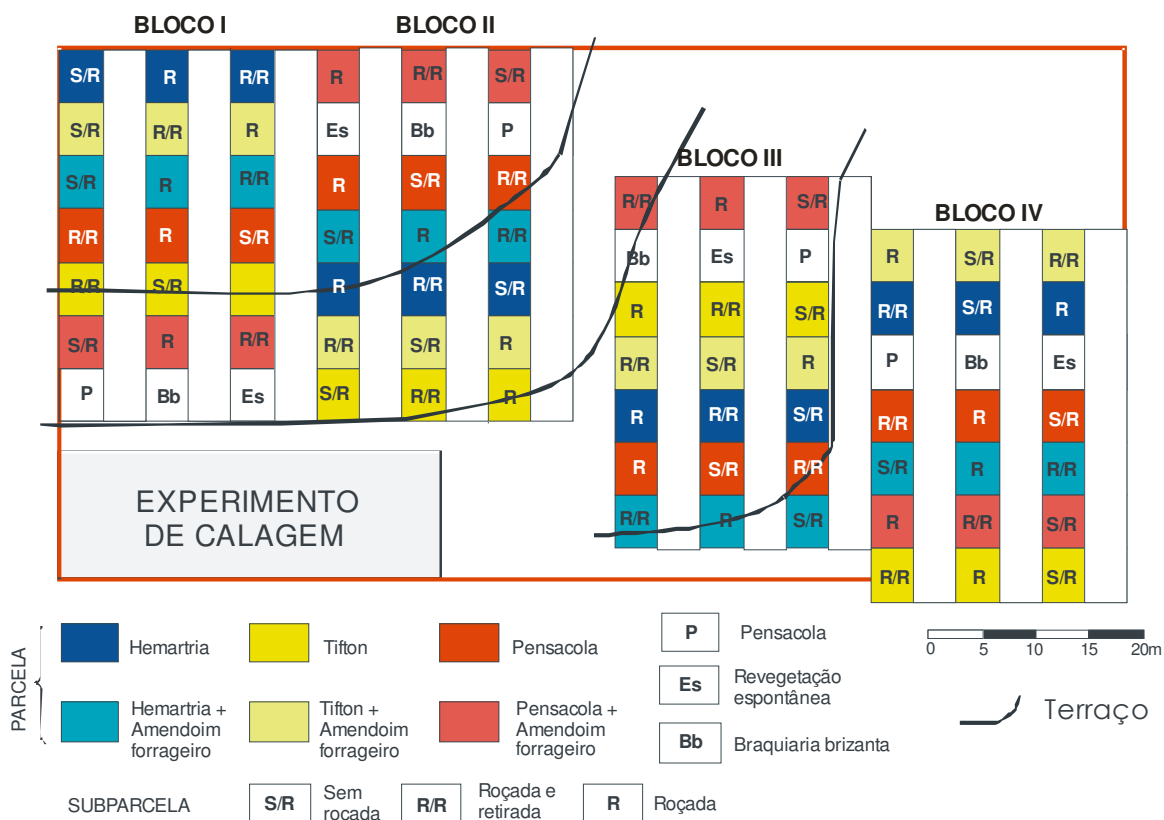 BLOCO I
BLOCO II
S/R R R/R R R/R S/R
S/R R/R R Es Bb P
BLOCO III
S/R R R/R R S/R R/R
R/R R S/R
BLOCO IV
R/R R S/R S/R R R/R
Bb Es P
R S/R R/R
R/R S/R R R/R S/R
R R/R S/R
R/R S/R R
S/R R R/R R/R S/R R
R/R S/R R
P Bb Es
P Bb Es S/R R/R R
R R/R S/R
R/R R S/R
R S/R R/R
S/R R R/R
EXPERIMENTO
DE CALAGEM
R/R R S/R
R R/R S/R
R/R R S/R
PARCELA
Hemartria
Tifton
Pensacola
P Pensacola
Es Revegetação
espontânea
Hemartria +
Amendoim
forrageiro
Tifton +
Amendoim
forrageiro
Pensacola +
Amendoim
forrageiro
Bb Braquiaria brizanta
0 5 10 15 20m
Terraço
SUBPARCELA
S/R Sem
roçada
R/R Roçada e
retirada
R Roçada